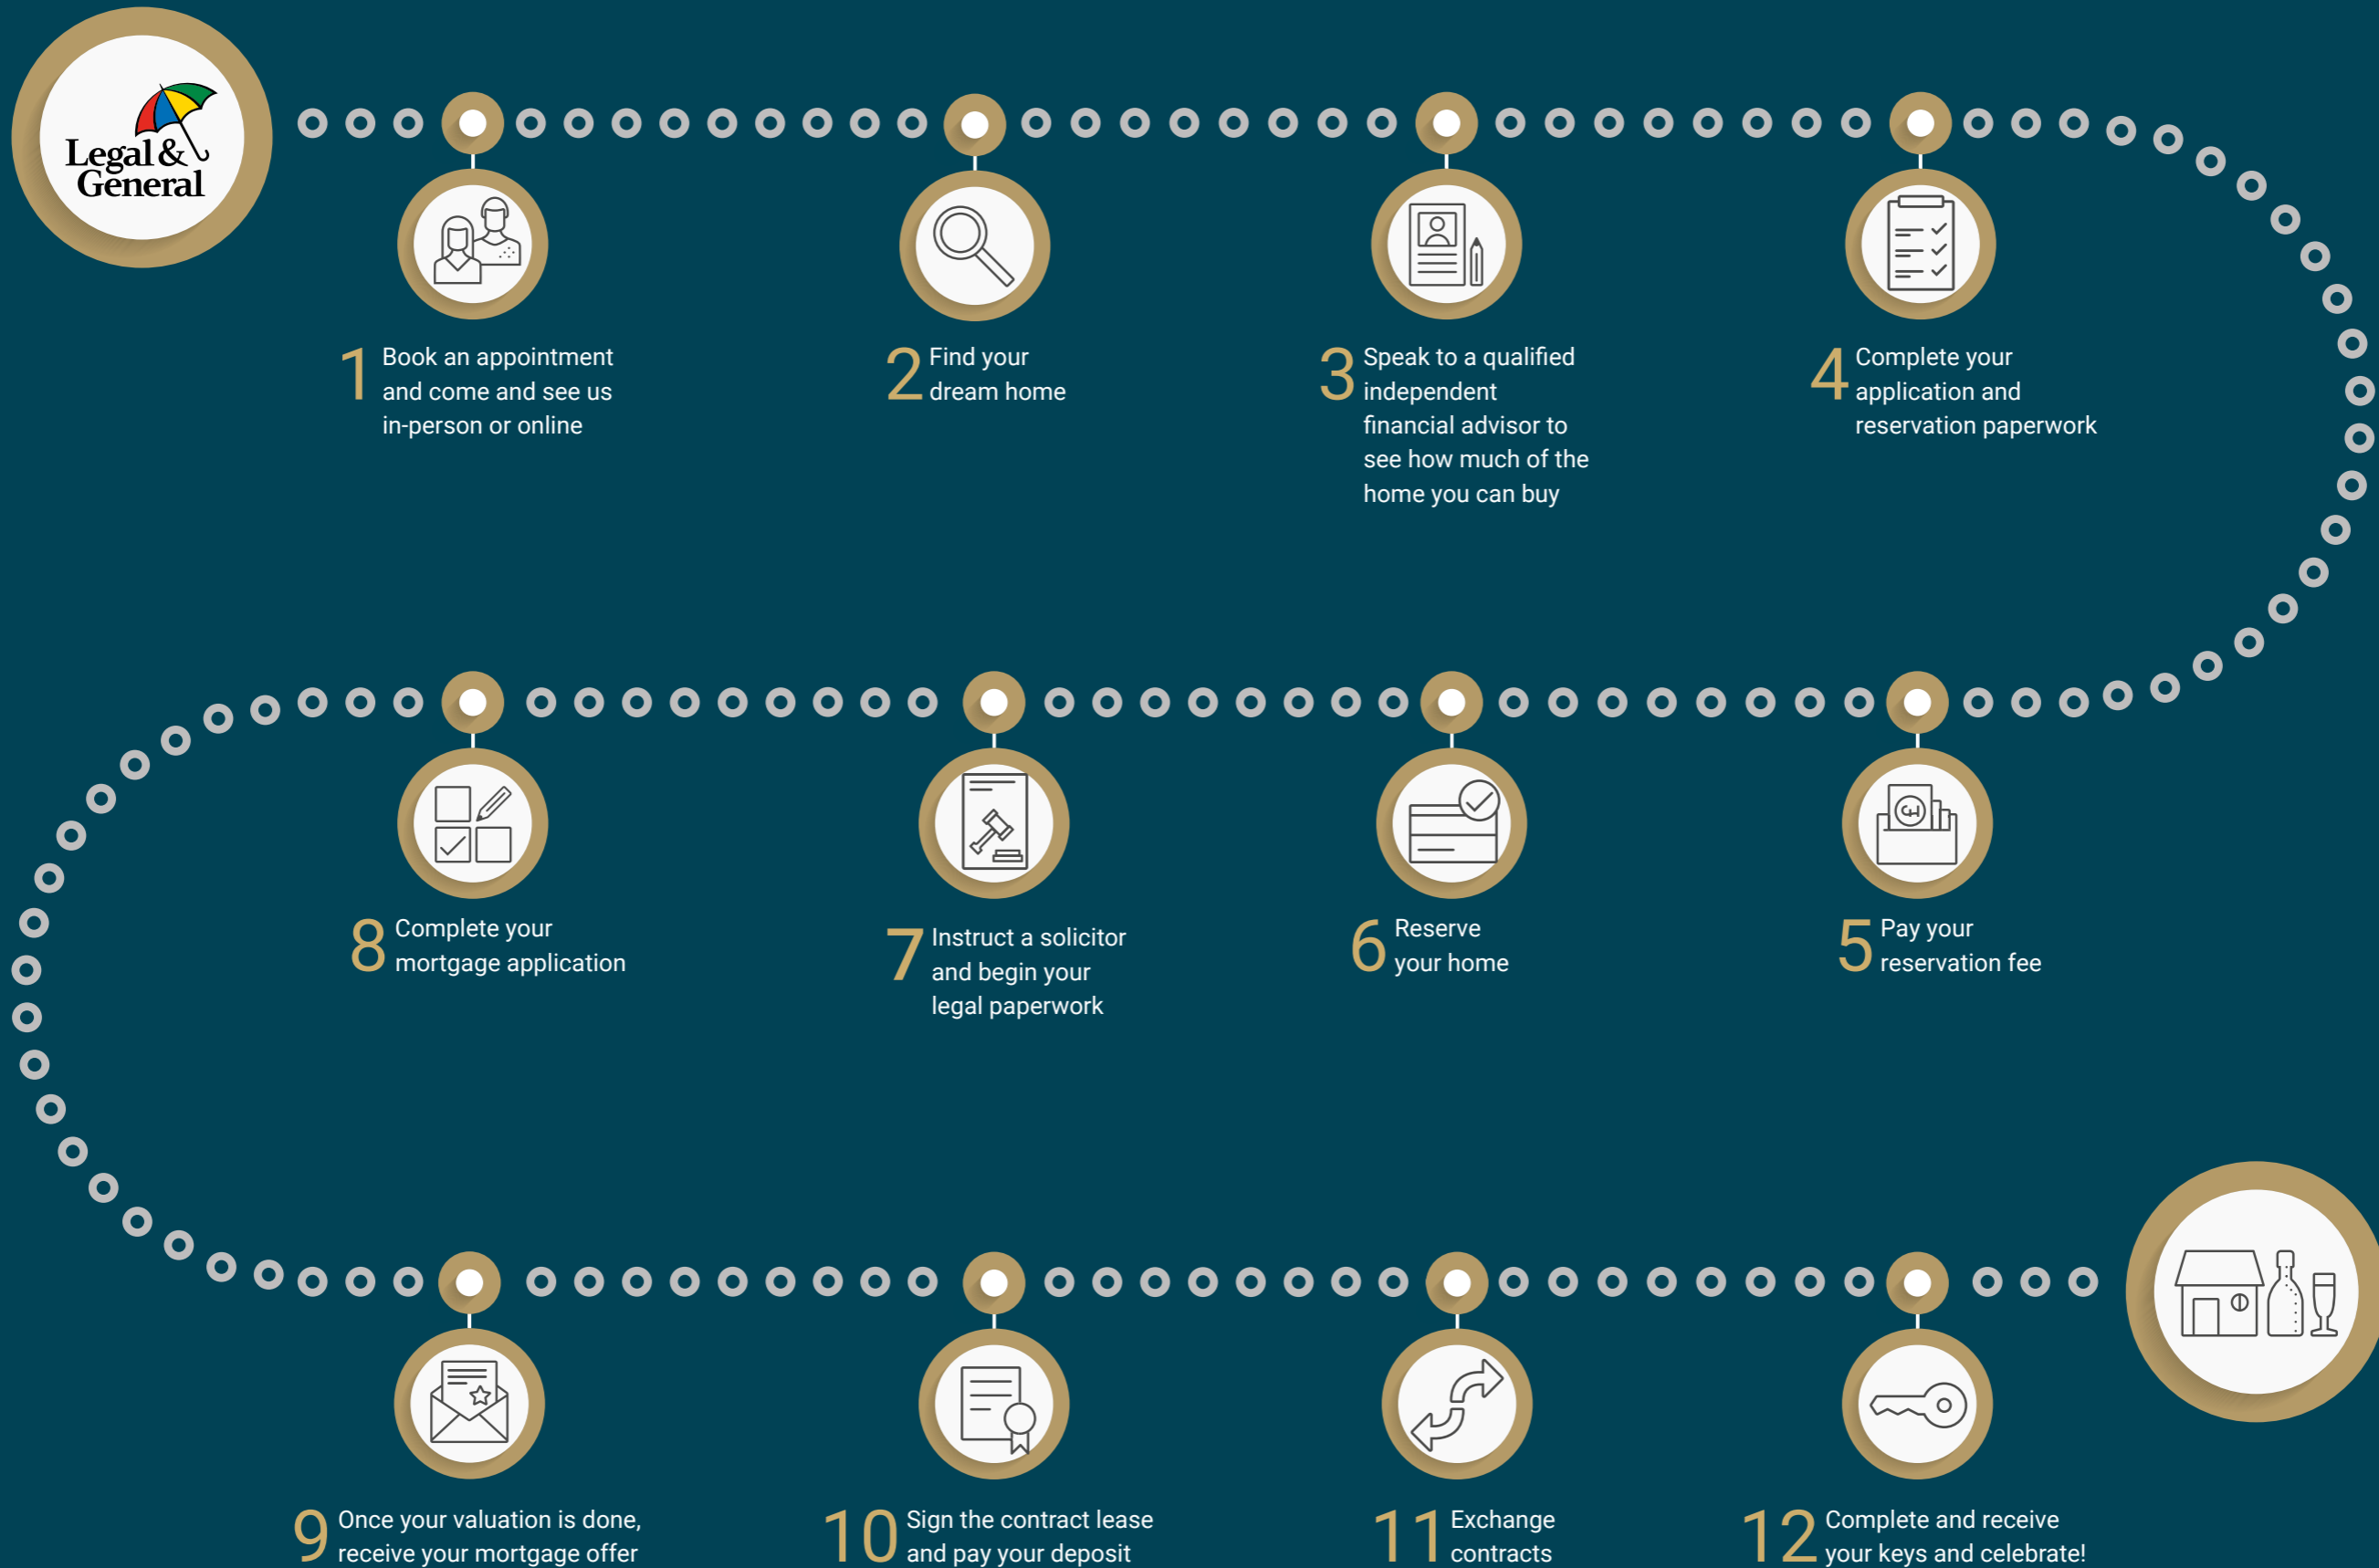 Legal &
General
1 Book an appointment
and come and see us
in-person or online
2 Find your
dream home
3 Speak to a qualified
independent
financial advisor to
see how much of the
home you can buy
4 Complete your
application and
reservation paperwork
5 Pay your
reservation fee
6 Reserve
your home
7 Instruct a solicitor
and begin your
legal paperwork
8 Complete your
mortgage application
9 Once your valuation is done,
receive your mortgage offer
10 Sign the contract lease
and pay your deposit
11 Exchange
contracts
12 Complete and receive
your keys and celebrate!